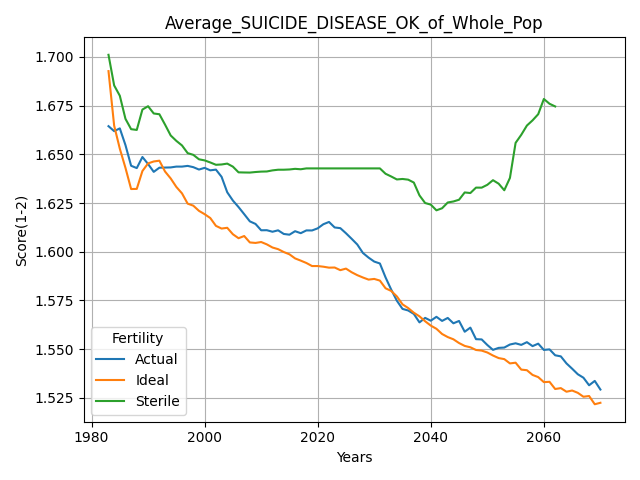 Average_SUICIDE_DISEASE_OK_of_Whole_Pop
Score(1-2)
1.700
1.675
1.650
1.625
1.600
1.575
1.550
1.525
Fertility
Actual
Ideal
Sterile
1980 2000 2020 2040 2060
Years